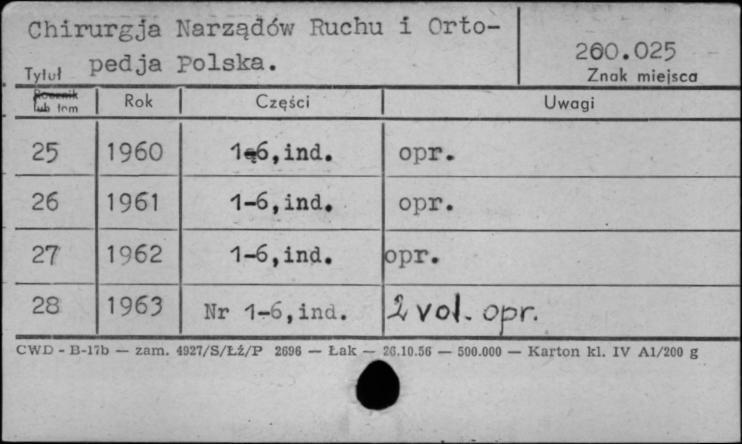 Chirurgja Narządów Ruchu i Orto-
pedja Polska.
Tytuł
260.025
Znak miejsca
Rocznik
lub tom
Rok
Części
Uwagi
25 1960 1-6,ind. opr.
26 1961 1-6,ind. opr.
27 1962 1-6,ind. opr.
28 1963 Nr 1-6,ind. 2 vol. opr.
CWD - B-17b — zam. 4927/S/Łź/P 2696 — Łak — 26.10.56 — 500.000 — Karton kl. IV A1/200 g